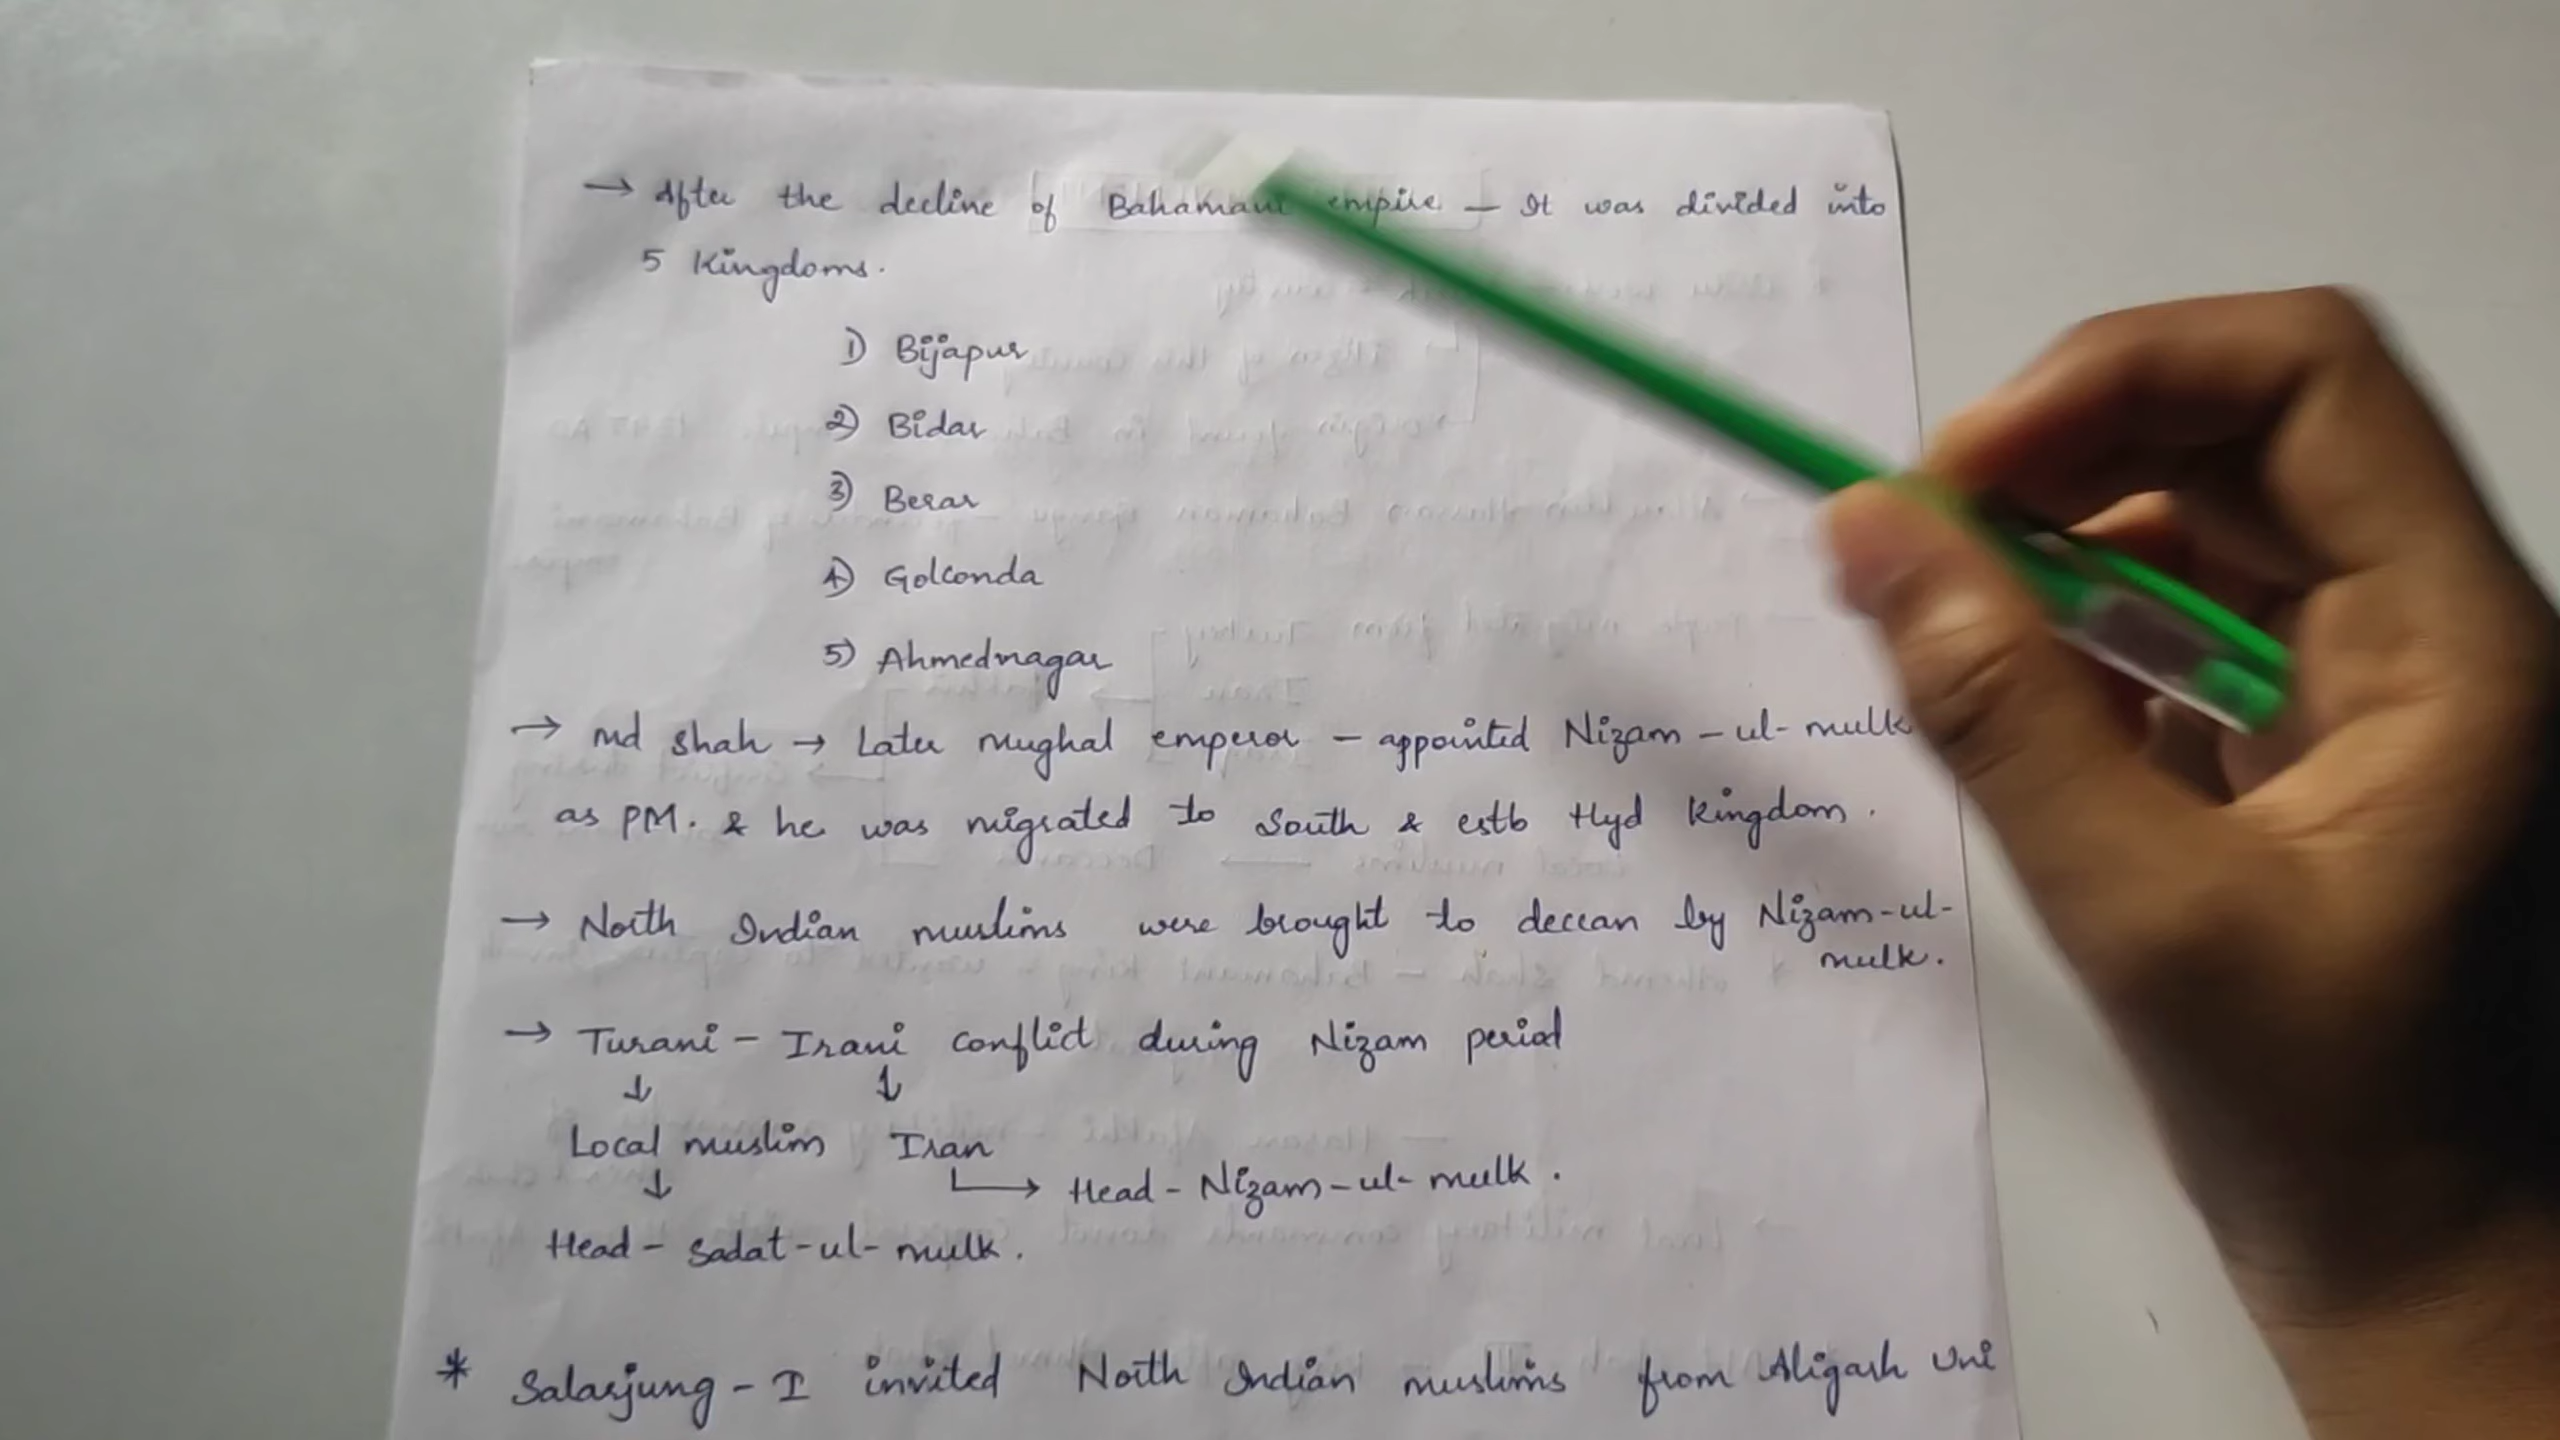 → After the decline of Bahamani empire — It was divided into
5 Kingdoms.
1) Bijapur
2) Bidar
3) Berar
4) Golconda
5) Ahmednagar
→ Md Shah → Later mughal emperor - appointed Nizam-ul-mulk
as PM. & he was migrated to South & estb Hyd Kingdom.
→ North Indian muslims were brought to deccan by Nizam-ul-
mulk.
→ Turani - Irani conflict during Nizam period
↓ ↓
Local muslim Iran
↓ → Head - Nizam-ul-mulk.
Head - Sadat-ul-mulk.
* Salarjung - I invited North Indian muslims from Aligarh Uni